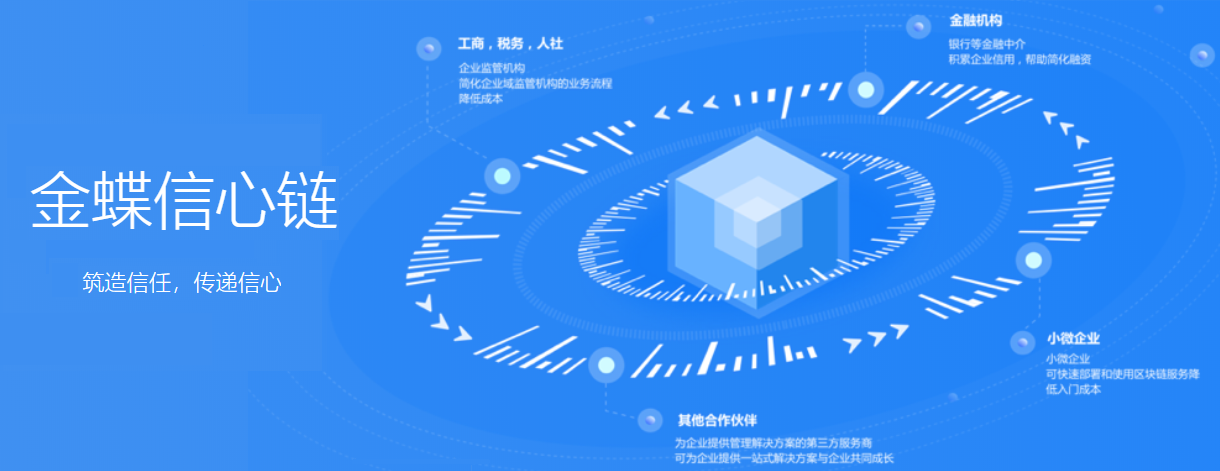 金蝶信心链
筑造信任，传递信心
工商，税务，人社
企业监管机构
简化企业域监管机构的业务流程
降低成本
金融机构
银行等金融中介
积累企业信用，帮助简化融资
小微企业
小微企业
可快速部署和使用区块链服务降
低入门成本
其他合作伙伴
为企业提供管理解决方案的第三方服务商
可为企业提供一站式解决方案与企业共同成长